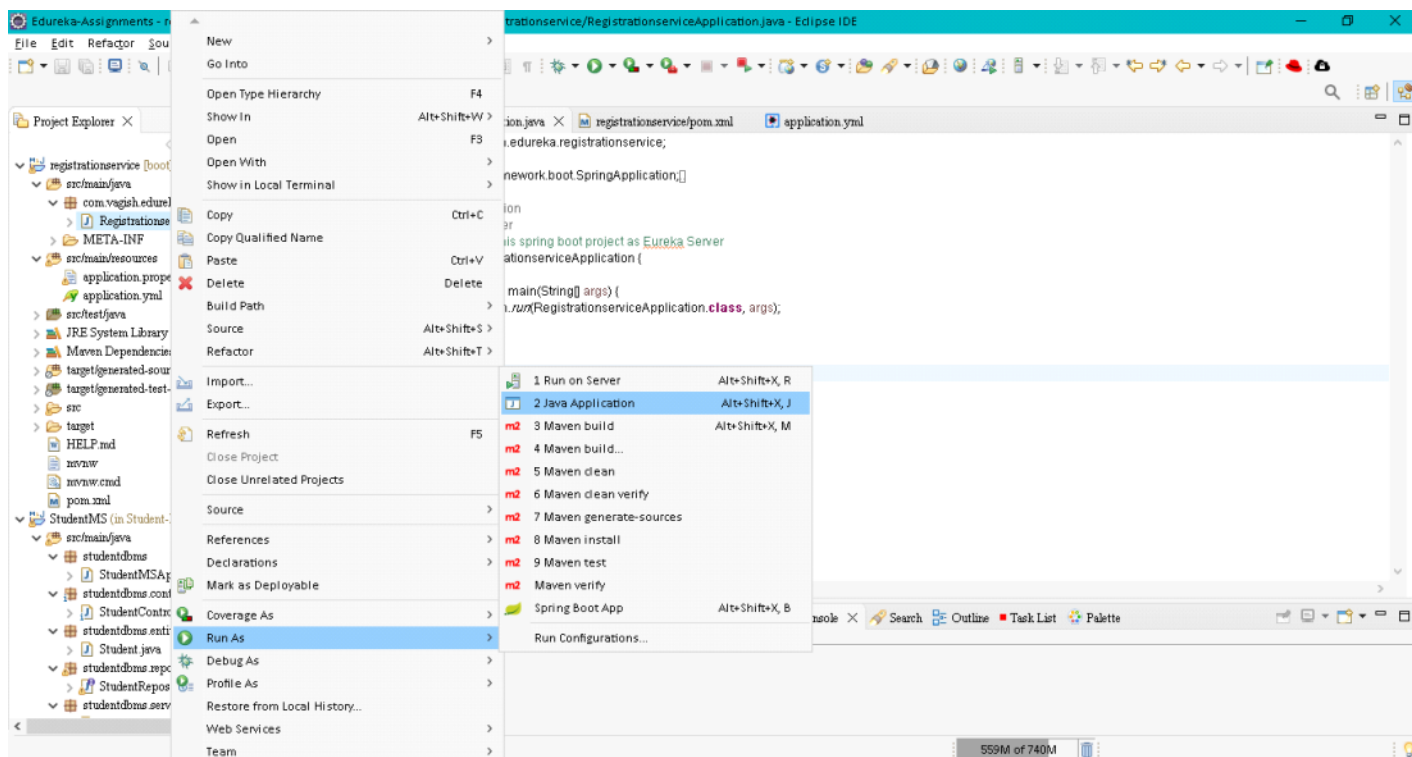 Edureka-Assignments - r
trationservice/RegistrationserviceApplication.java - Eclipse IDE
File Edit Refactor Sou
Project Explorer
ion.java registrationservice/pom.xml application.yml
registrationservice [boot]
src/main/java
com.vagish.edurel
Registrationse
META-INF
src/main/resources
application.prope
application.yml
src/test/java
JRE System Library
Maven Dependencies
target/generated-sour
target/generated-test-
src
target
HELP.md
mvnw
mvnw.cmd
pom.xml
StudentMS (in Student-
src/main/java
studentdbms
StudentMSAp
studentdbms.cont
StudentContro
studentdbms.enti
Student.java
studentdbms.repo
StudentRepos
studentdbms.serv
New
Go Into
Open Type Hierarchy F4
Show In Alt+Shift+W >
Open F3
Open With
Show in Local Terminal
Copy Ctrl+C
Copy Qualified Name
Paste Ctrl+V
Delete Delete
Build Path
Source Alt+Shift+S >
Refactor Alt+Shift+T >
Import...
Export...
Refresh F5
Close Project
Close Unrelated Projects
Source
References
Declarations
Mark as Deployable
Coverage As
Run As
Debug As
Profile As
Restore from Local History...
Web Services
Team
.edureka.registrationservice;
nework.boot.SpringApplication;
ion
er
his spring boot project as Eureka Server
ationserviceApplication {
main(String[] args) {
.run(RegistrationserviceApplication.class, args);
1 Run on Server Alt+Shift+X, R
2 Java Application Alt+Shift+X, J
3 Maven build Alt+Shift+X, M
4 Maven build...
5 Maven clean
6 Maven clean verify
7 Maven generate-sources
8 Maven install
9 Maven test
Maven verify
Spring Boot App Alt+Shift+X, B
Run Configurations...
nsole Search Outline Task List Palette
559M of 740M